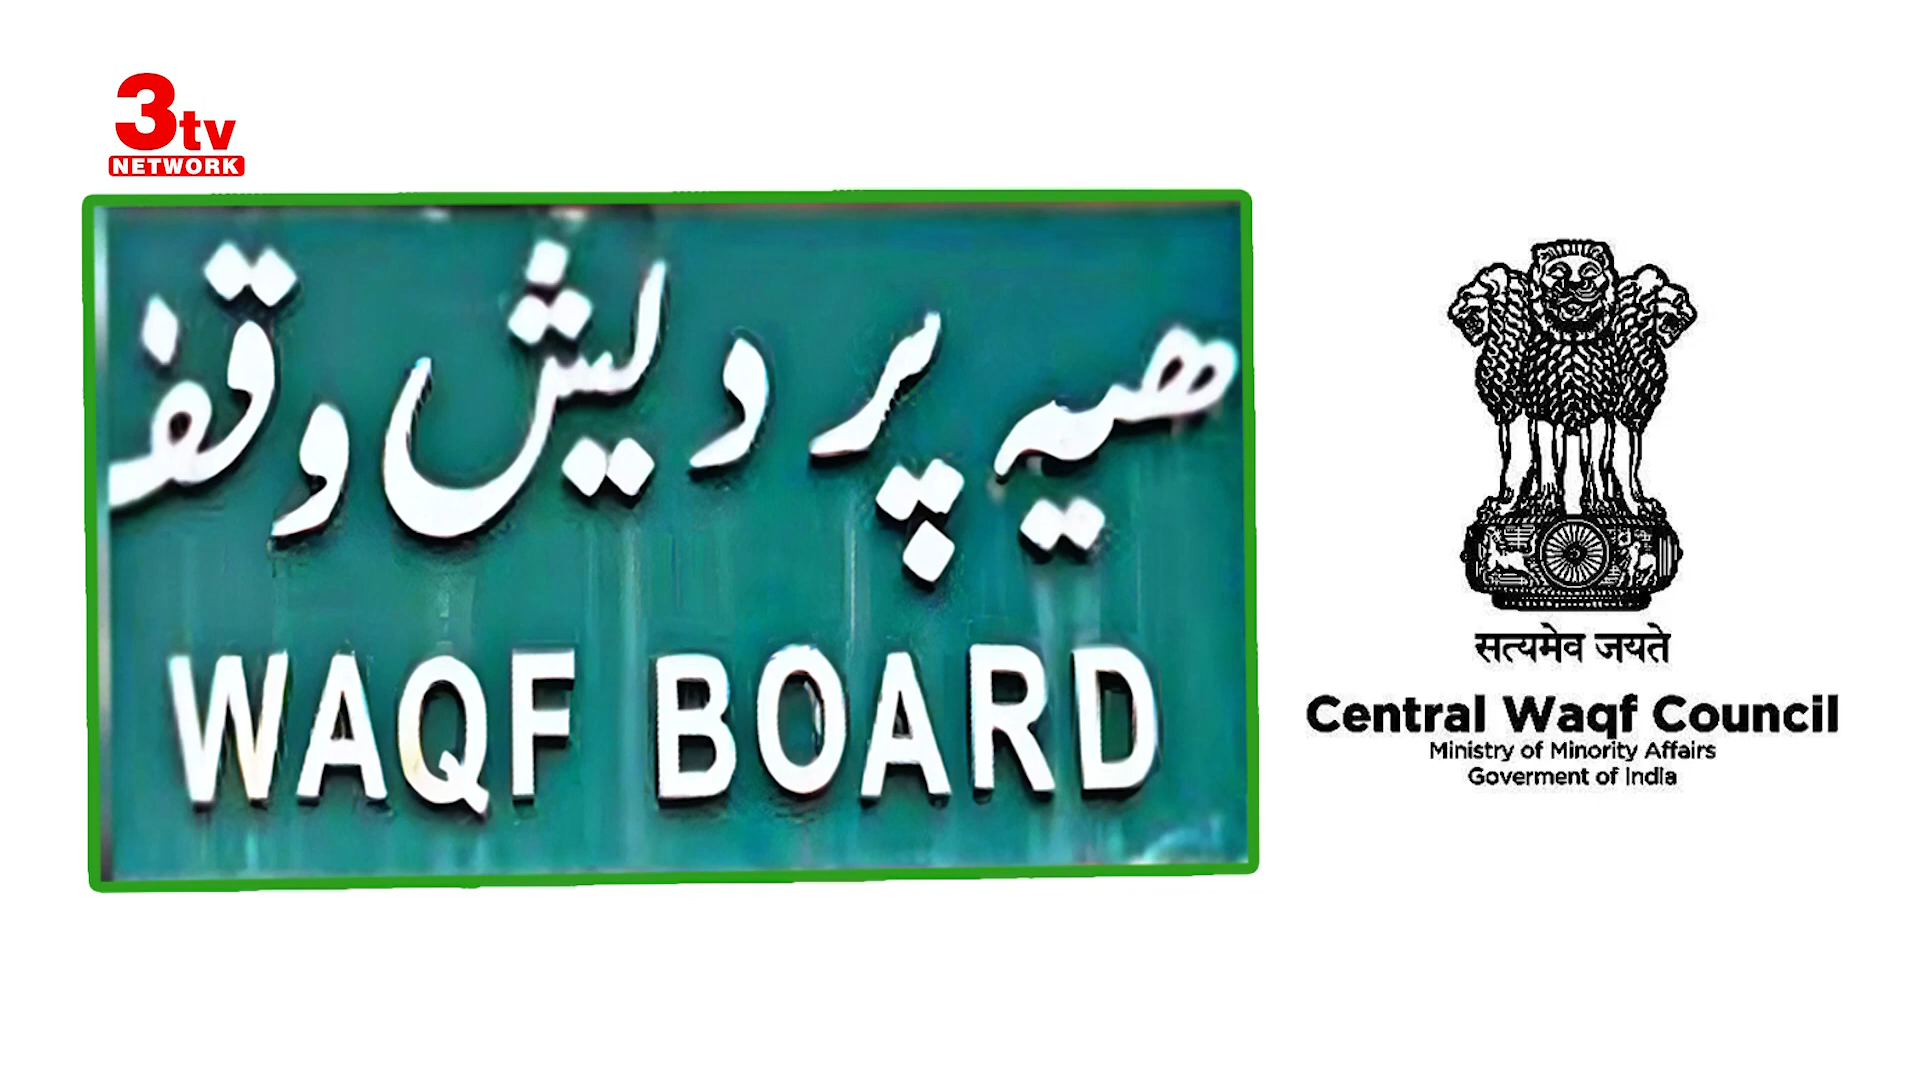 3tv
NETWORK
ھیہ پردیش وقف
WAQF BOARD
सत्यमेव जयते
Central Waqf Council
Ministry of Minority Affairs
Goverment of India